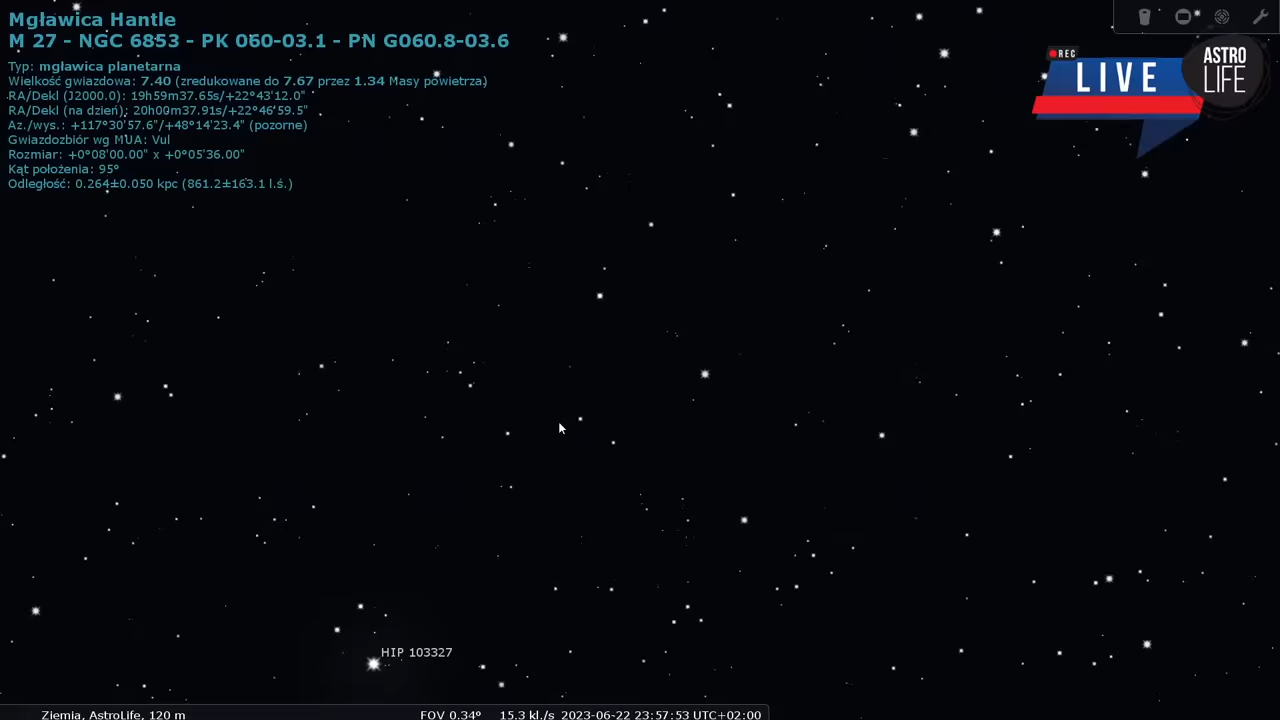 Mgławica Hantle
M 27 - NGC 6853 - PK 060-03.1 - PN G060.8-03.6
Typ: mgławica planetarna
Wielkość gwiazdowa: 7.40 (zredukowane do 7.67 przez 1.34 Masy powietrza)
RA/Dekl (J2000.0): 19h59m37.65s/+22°43'12.0"
RA/Dekl (na dzień): 20h00m37.91s/+22°46'59.5"
Az./wys.: +117°30'57.6"/+48°14'23.4" (pozorne)
Gwiazdozbiór wg MUA: Vul
Rozmiar: +0°08'00.00" x +0°05'36.00"
Kąt położenia: 95°
Odległość: 0.264±0.050 kpc (861.2±163.1 l.ś.)
REC
LIVE
ASTRO
LIFE
HIP 103327
Ziemia, AstroLife, 120 m
FOV 0.34° 15.3 kl./s 2023-06-22 23:57:53 UTC+02:00